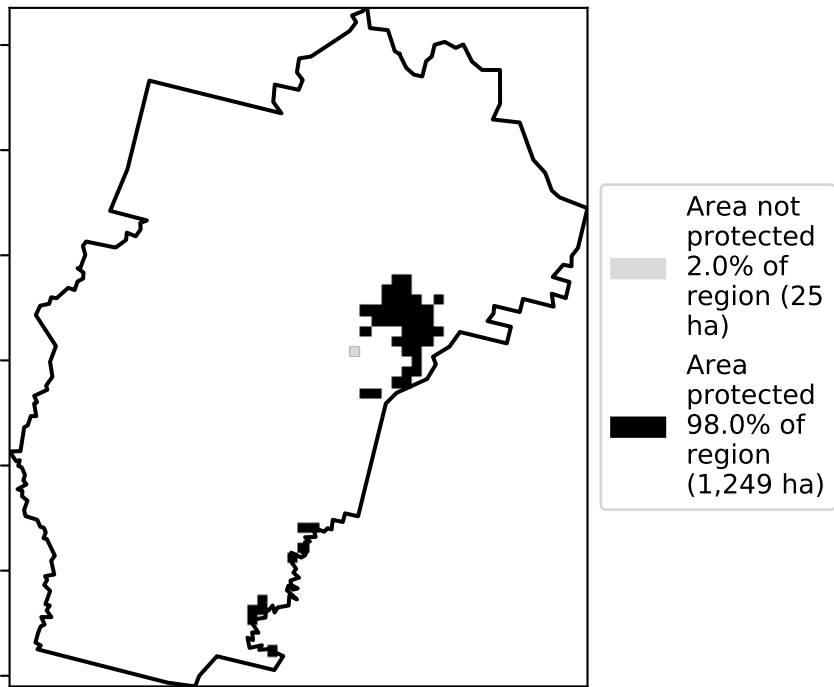 Area not
protected
2.0% of
region (25
ha)
Area
protected
98.0% of
region
(1,249 ha)